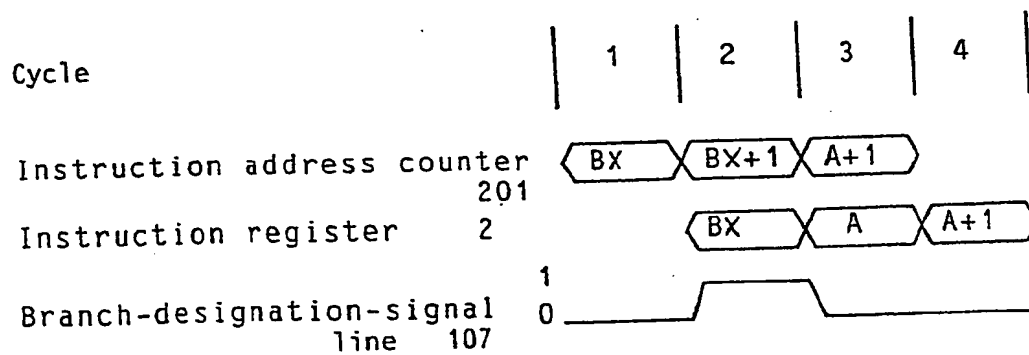 Cycle 1 2 3 4
Instruction address counter BX BX+1 A+1
201
Instruction register 2 BX A A+1
1
Branch-designation-signal 0
line 107